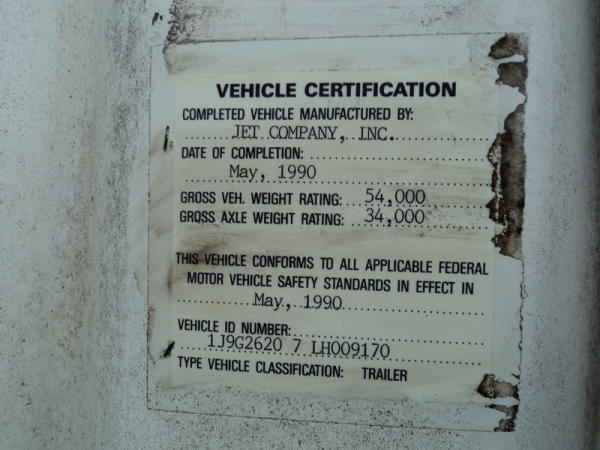 VEHICLE CERTIFICATION
COMPLETED VEHICLE MANUFACTURED BY:
JET COMPANY, INC.
DATE OF COMPLETION:
May, 1990
GROSS VEH. WEIGHT RATING: 54,000
GROSS AXLE WEIGHT RATING: 34,000
THIS VEHICLE CONFORMS TO ALL APPLICABLE FEDERAL
MOTOR VEHICLE SAFETY STANDARDS IN EFFECT IN
May, 1990
VEHICLE ID NUMBER:
1J9G2620 7 LH009170
TYPE VEHICLE CLASSIFICATION: TRAILER